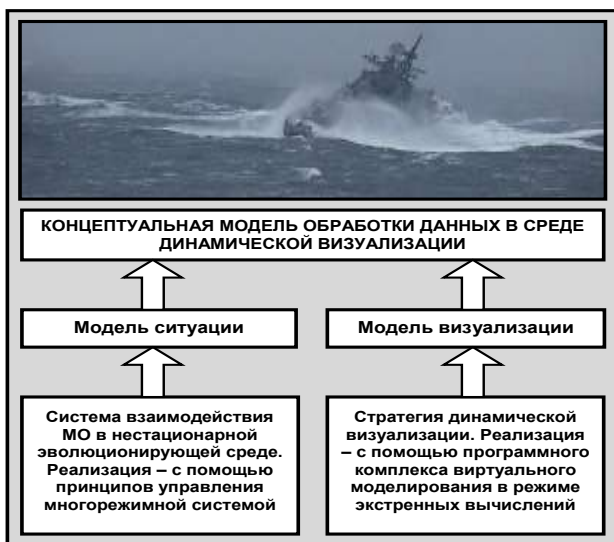 КОНЦЕПТУАЛЬНАЯ МОДЕЛЬ ОБРАБОТКИ ДАННЫХ В СРЕДЕ
ДИНАМИЧЕСКОЙ ВИЗУАЛИЗАЦИИ
Модель ситуации
Модель визуализации
Система взаимодействия
МО в нестационарной
эволюционирующей среде.
Реализация – с помощью
принципов управления
многорежимной системой
Стратегия динамической
визуализации. Реализация
– с помощью программного
комплекса виртуального
моделирования в режиме
экстренных вычислений